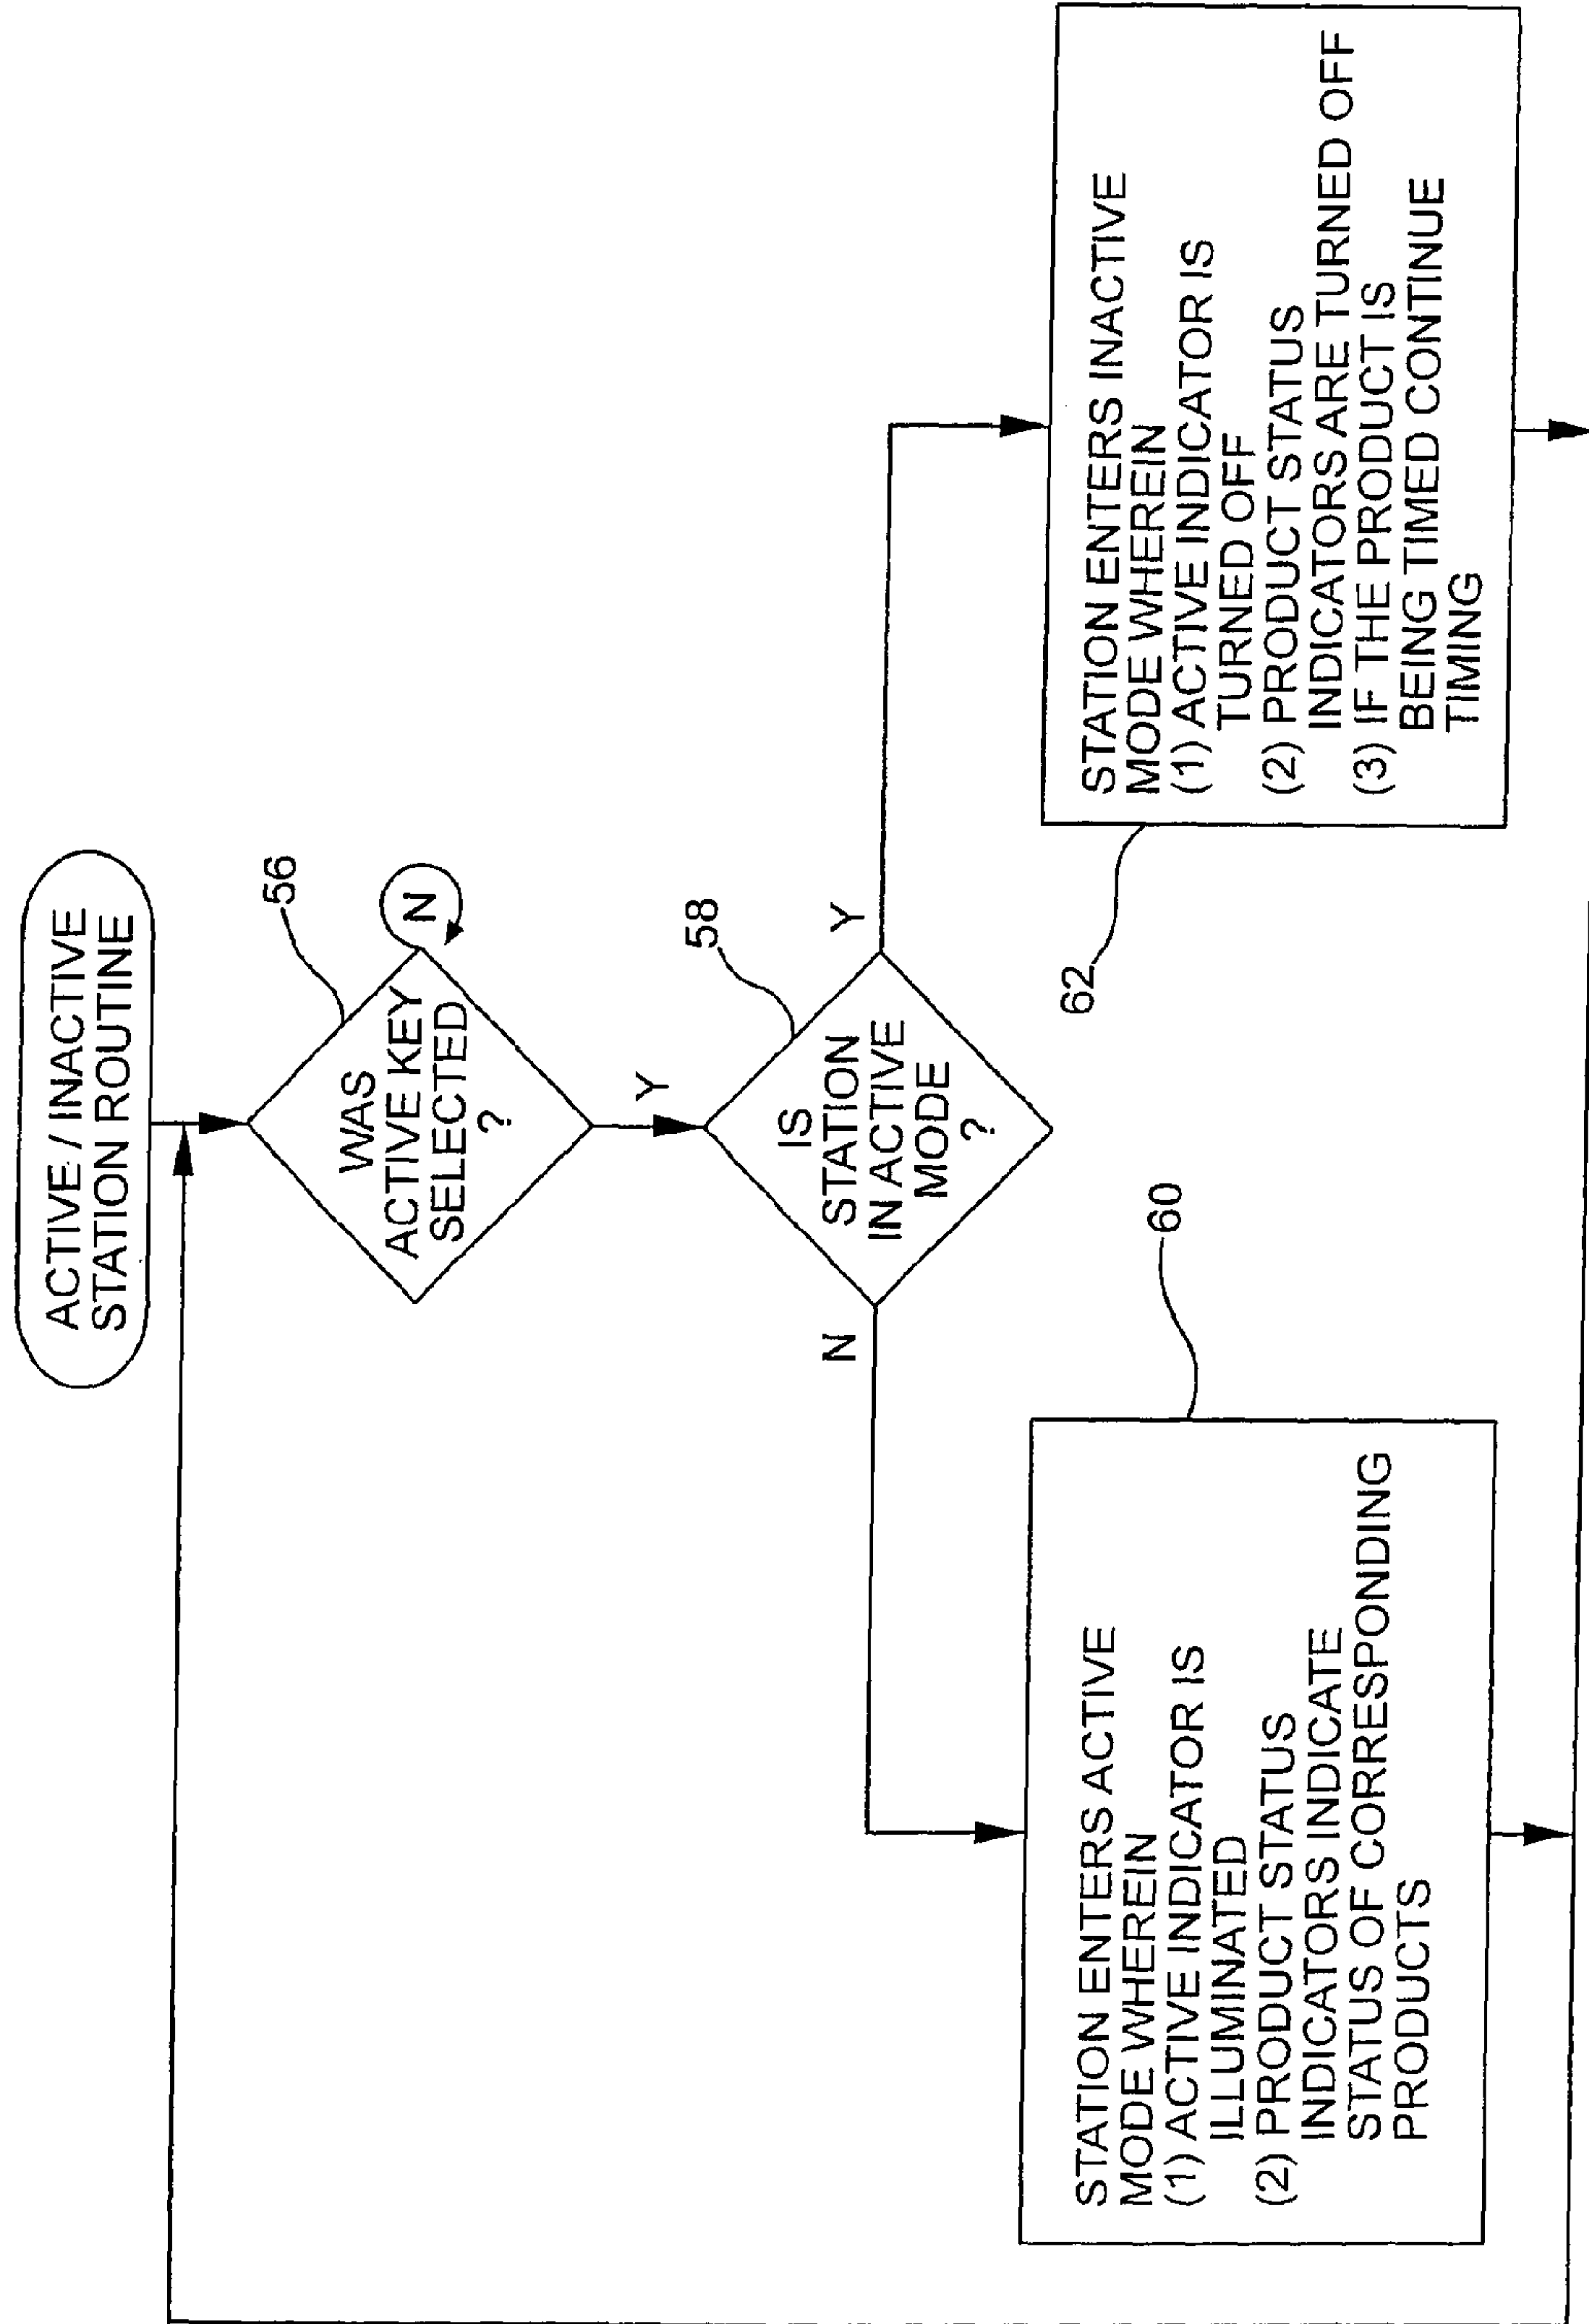 ACTIVE / INACTIVE
STATION ROUTINE
56
WAS
ACTIVE KEY
SELECTED
?
N
Y
58
IS
STATION
IN ACTIVE
MODE
?
N
Y
60
STATION ENTERS ACTIVE
MODE WHEREIN
(1) ACTIVE INDICATOR IS
ILLUMINATED
(2) PRODUCT STATUS
INDICATORS INDICATE
STATUS OF CORRESPONDING
PRODUCTS
62
STATION ENTERS INACTIVE
MODE WHEREIN
(1) ACTIVE INDICATOR IS
TURNED OFF
(2) PRODUCT STATUS
INDICATORS ARE TURNED OFF
(3) IF THE PRODUCT IS
BEING TIMED CONTINUE
TIMING